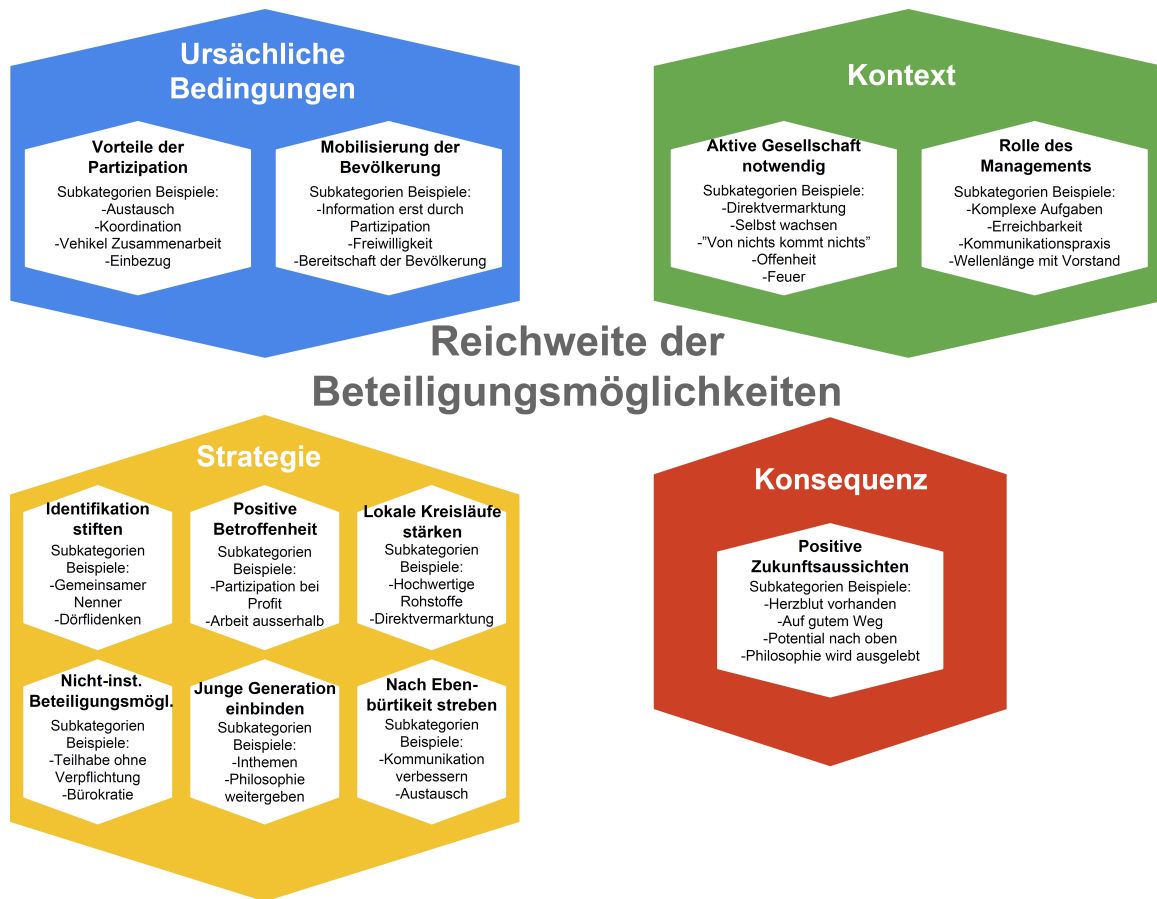 Ursächliche
Bedingungen
Vorteile der
Partizipation
Subkategorien Beispiele:
-Austausch
-Koordination
-Vehikel Zusammenarbeit
-Einbezug
Mobilisierung der
Bevölkerung
Subkategorien Beispiele:
-Information erst durch
Partizipation
-Freiwilligkeit
-Bereitschaft der Bevölkerung
Kontext
Aktive Gesellschaft
notwendig
Subkategorien Beispiele:
-Direktvermarktung
-Selbst wachsen
-”Von nichts kommt nichts”
-Offenheit
-Feuer
Rolle des
Managements
Subkategorien Beispiele:
-Komplexe Aufgaben
-Erreichbarkeit
-Kommunikationspraxis
-Wellenlänge mit Vorstand
Reichweite der
Beteiligungsmöglichkeiten
Strategie
Identifikation
stiften
Subkategorien
Beispiele:
-Gemeinsamer
Nenner
-Dörflidenken
Positive
Betroffenheit
Subkategorien
Beispiele:
-Partizipation bei
Profit
-Arbeit ausserhalb
Lokale Kreisläufe
stärken
Subkategorien
Beispiele:
-Hochwertige
Rohstoffe
-Direktvermarktung
Nicht-inst.
Beteiligungsmögl.
Subkategorien
Beispiele:
-Teilhabe ohne
Verpflichtung
-Bürokratie
Junge Generation
einbinden
Subkategorien
Beispiele:
-Inthemen
-Philosophie
weitergeben
Nach Eben-
bürtikeit streben
Subkategorien
Beispiele:
-Kommunikation
verbessern
-Austausch
Konsequenz
Positive
Zukunftsaussichten
Subkategorien Beispiele:
-Herzblut vorhanden
-Auf gutem Weg
-Potential nach oben
-Philosophie wird ausgelebt